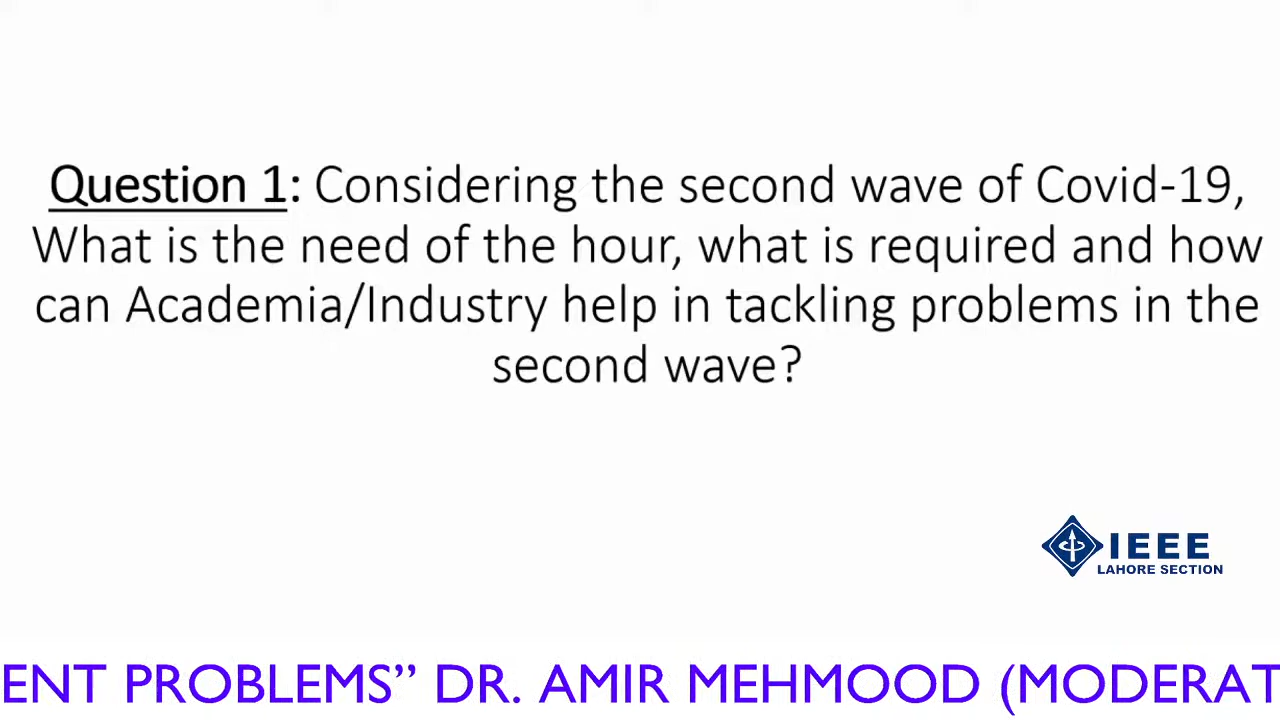 Question 1: Considering the second wave of Covid-19,
What is the need of the hour, what is required and how
can Academia/Industry help in tackling problems in the
second wave?
IEEE
LAHORE SECTION
ENT PROBLEMS” DR. AMIR MEHMOOD (MODERAT